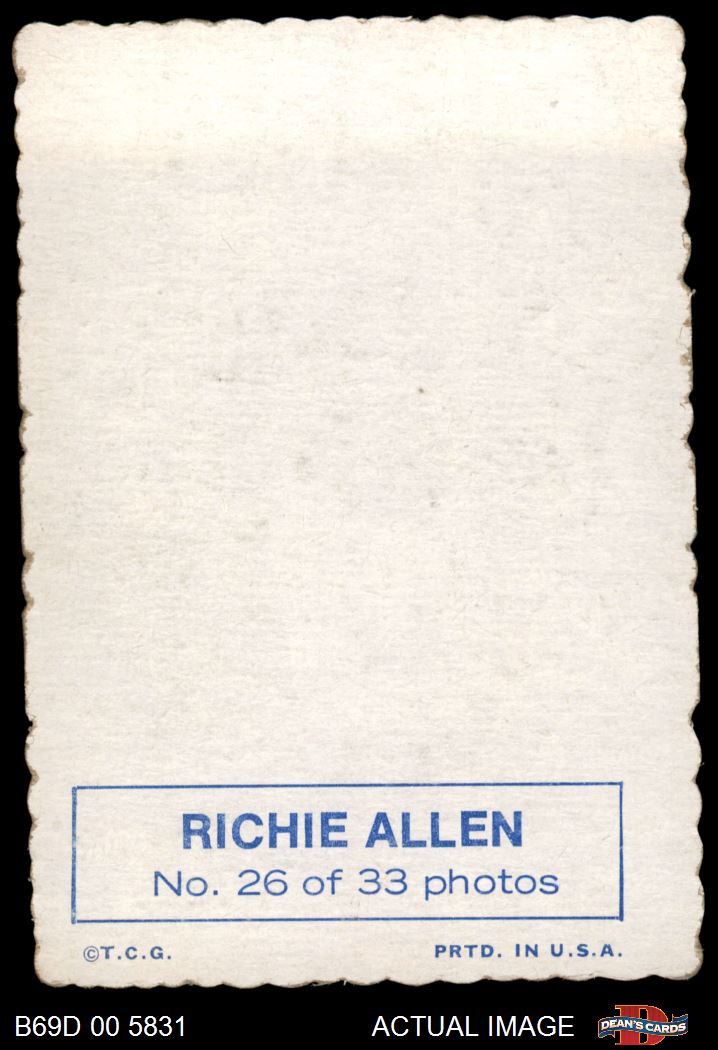 RICHIE ALLEN
No. 26 of 33 photos
©T.C.G. PRTD. IN U.S.A.
B69D 00 5831 ACTUAL IMAGE D DEAN'S CARDS